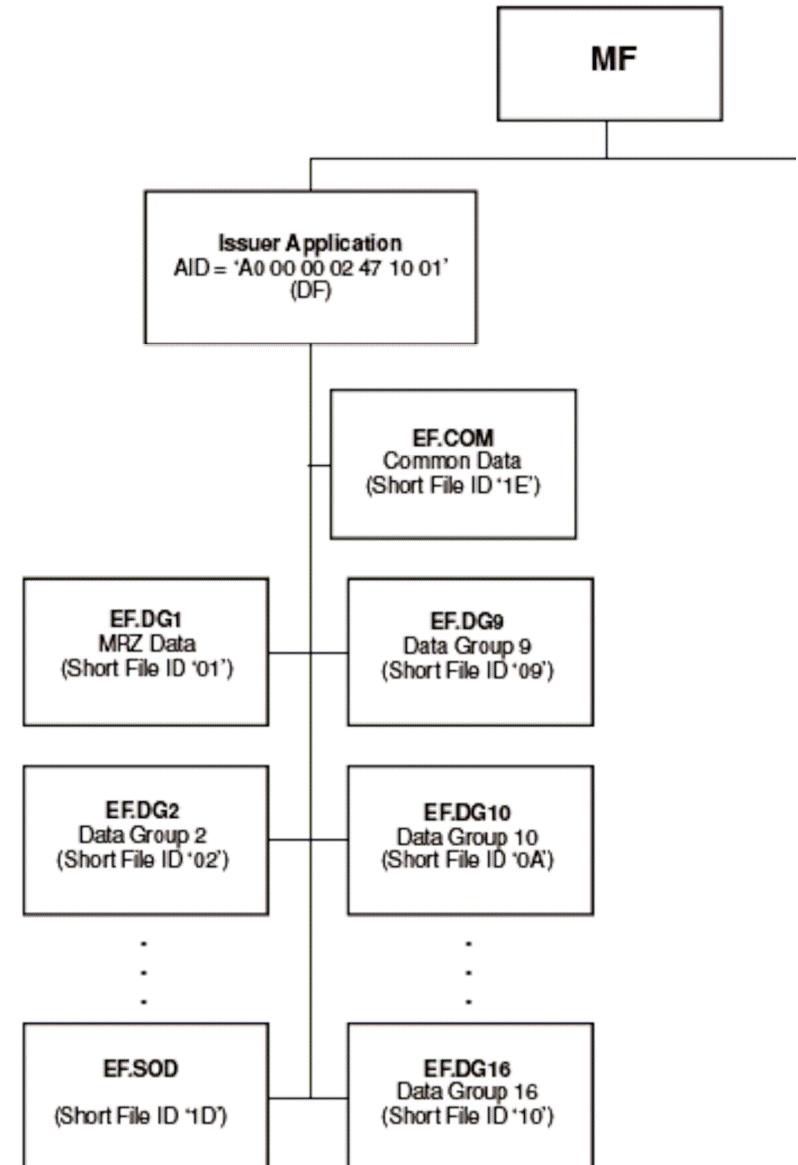 MF
Issuer Application
AID = 'A0 00 00 02 47 10 01'
(DF)
EF.COM
Common Data
(Short File ID '1E')
EF.DG1
MRZ Data
(Short File ID '01')
EF.DG9
Data Group 9
(Short File ID '09')
EF.DG2
Data Group 2
(Short File ID '02')
EF.DG10
Data Group 10
(Short File ID '0A')
EF.SOD
(Short File ID '1D')
EF.DG16
Data Group 16
(Short File ID '10')